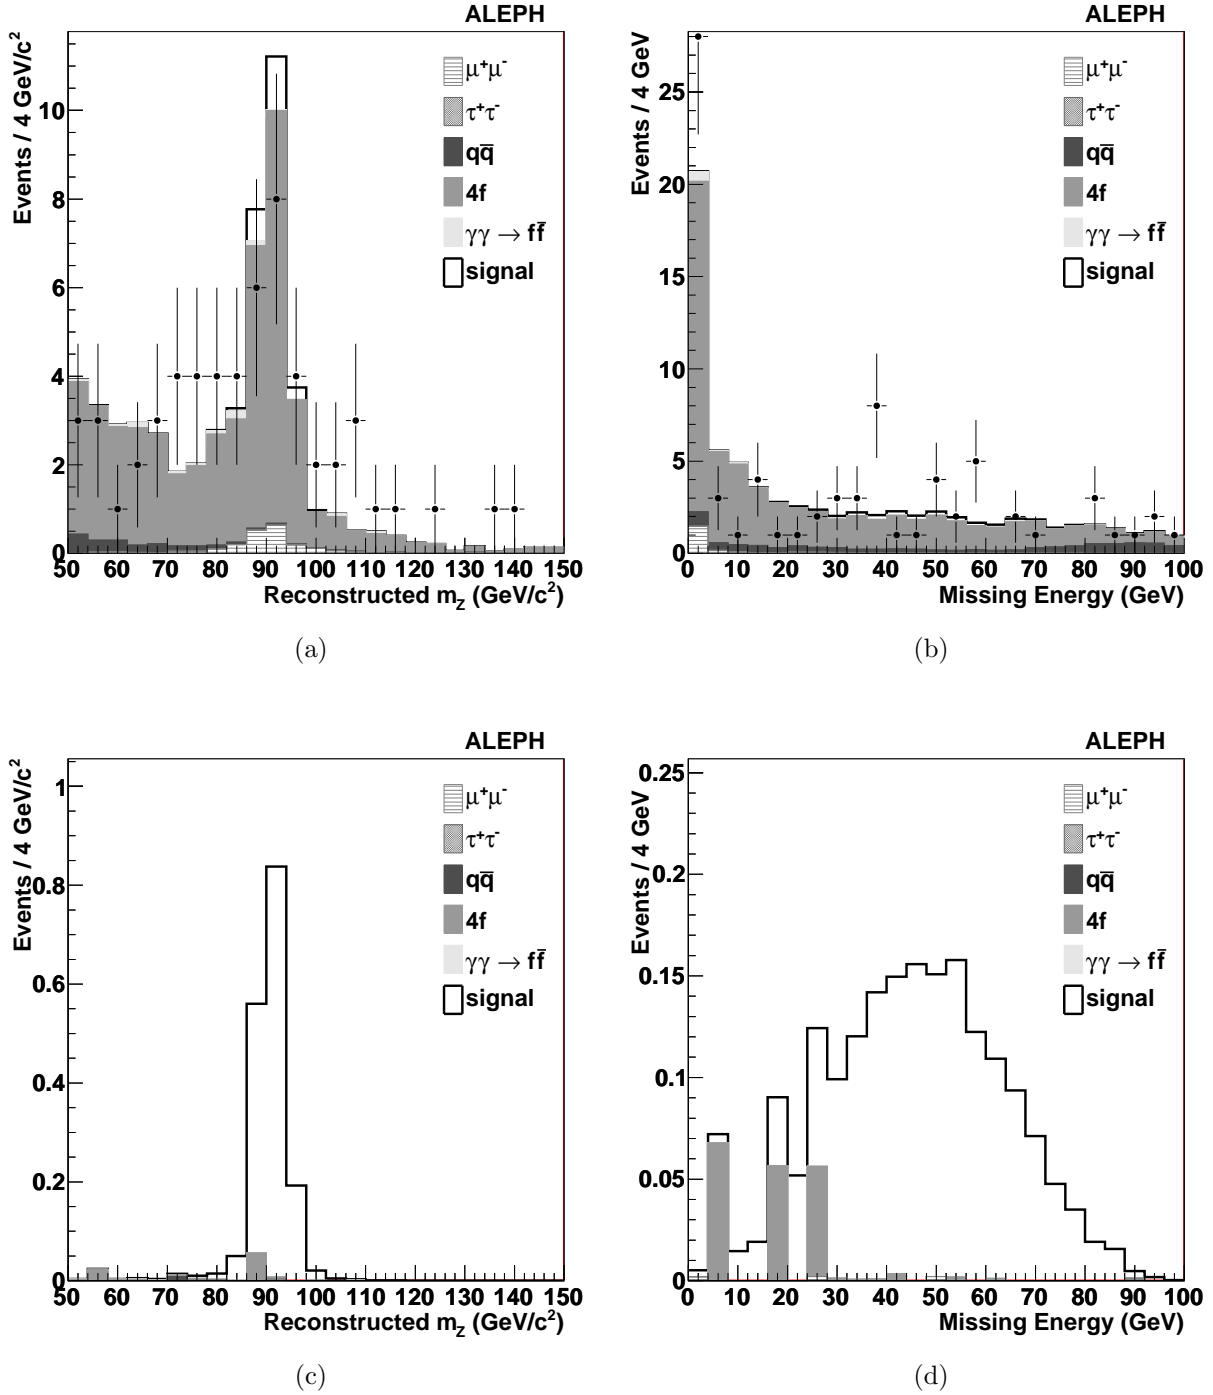 ALEPH
Events / 4 GeV/c²
10
8
6
4
2
0
μ⁺μ⁻
τ⁺τ⁻
qq̄
4f
γγ → ff̄
signal
50 60 70 80 90 100 110 120 130 140 150
Reconstructed m_Z (GeV/c²)
(a)
ALEPH
Events / 4 GeV
25
20
15
10
5
0
μ⁺μ⁻
τ⁺τ⁻
qq̄
4f
γγ → ff̄
signal
0 10 20 30 40 50 60 70 80 90 100
Missing Energy (GeV)
(b)
ALEPH
Events / 4 GeV/c²
1
0.8
0.6
0.4
0.2
0
μ⁺μ⁻
τ⁺τ⁻
qq̄
4f
γγ → ff̄
signal
50 60 70 80 90 100 110 120 130 140 150
Reconstructed m_Z (GeV/c²)
(c)
ALEPH
Events / 4 GeV
0.25
0.2
0.15
0.1
0.05
0
μ⁺μ⁻
τ⁺τ⁻
qq̄
4f
γγ → ff̄
signal
0 10 20 30 40 50 60 70 80 90 100
Missing Energy (GeV)
(d)